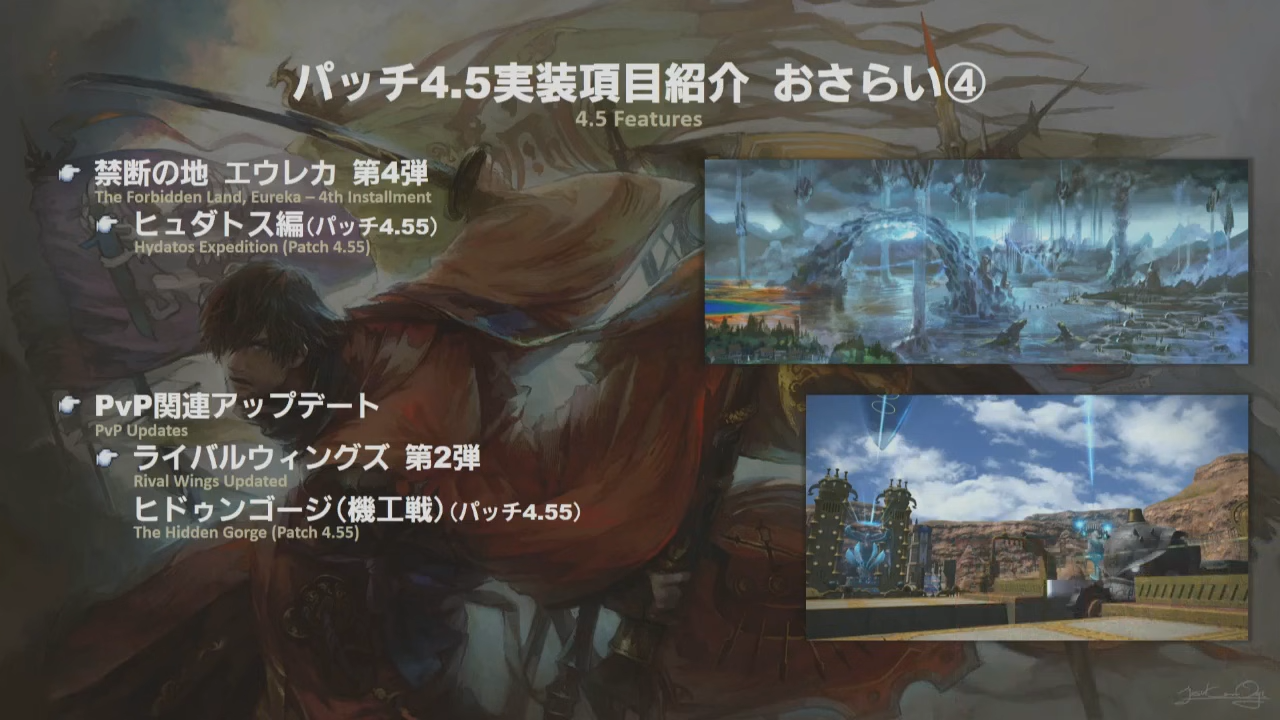 パッチ4.5実装項目紹介 おさらい④
4.5 Features
禁断の地 エウレカ 第4弾
The Forbidden Land, Eureka – 4th Installment
ヒュダトス編(パッチ4.55)
Hydatos Expedition (Patch 4.55)
PvP関連アップデート
PvP Updates
ライバルウィングズ 第2弾
Rival Wings Updated
ヒドゥンゴージ(機工戦)(パッチ4.55)
The Hidden Gorge (Patch 4.55)